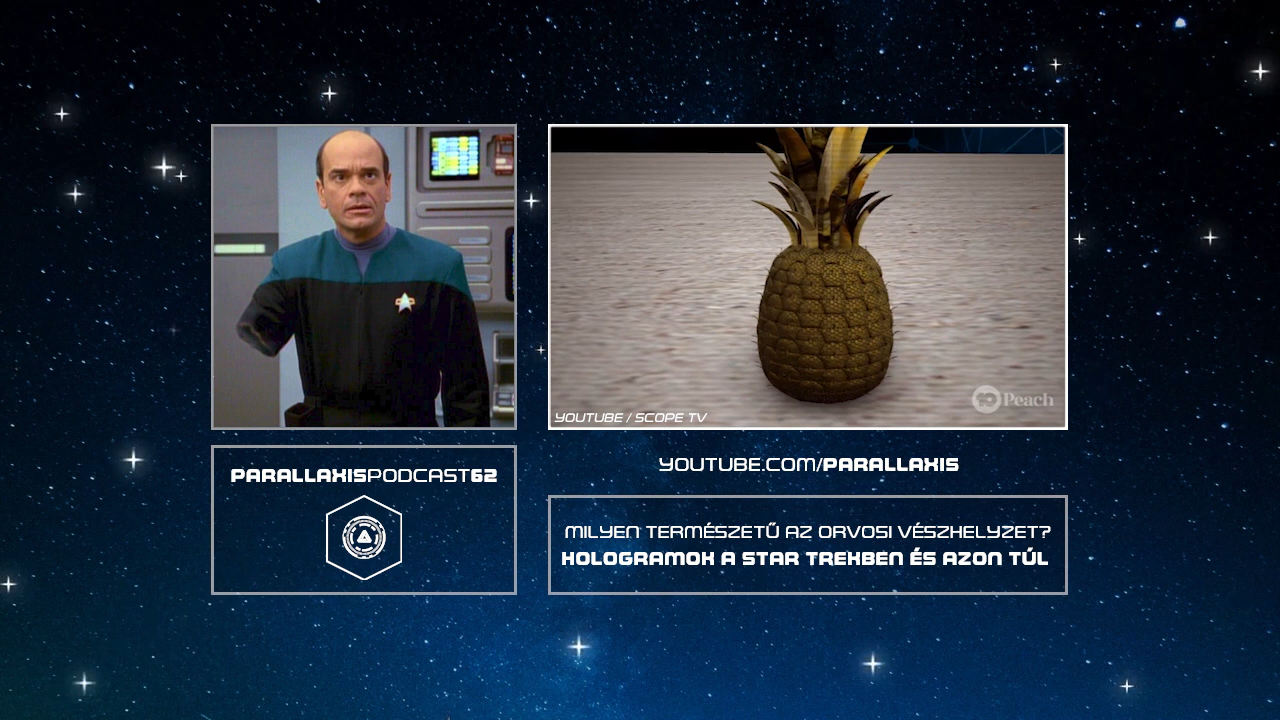 YOUTUBE / SCOPE TV
10 Peach
PARALLAXISPODCAST62
YOUTUBE.COM/PARALLAXIS
MILYEN TERMÉSZETŰ AZ ORVOSI VÉSZHELYZET?
HOLOGRAMOK A STAR TREKBEN ÉS AZON TÚL